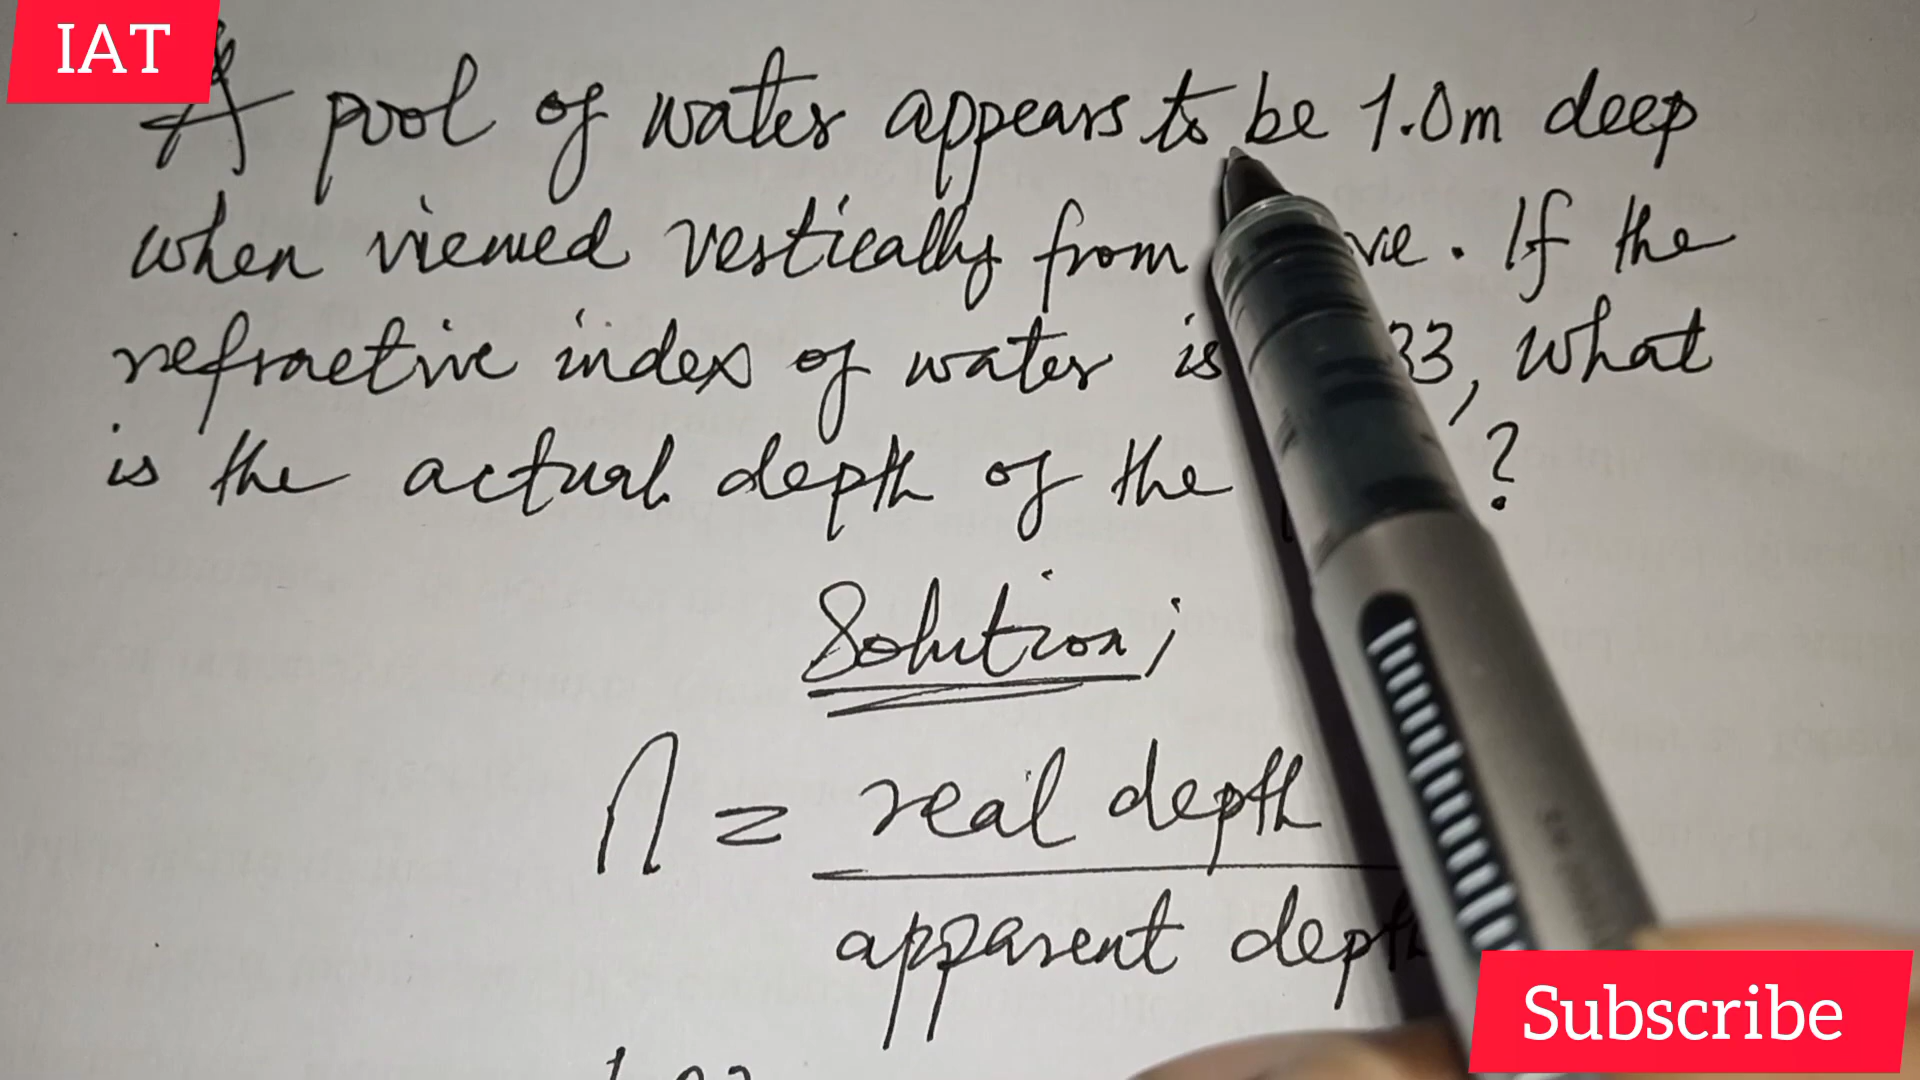 IAT
A pool of water appears to be 1.0m deep
when viewed vertically from . If the
refractive index of water is 33, what
is the actual depth of the ?
Solution;
n = real depth
apparent depth
Subscribe